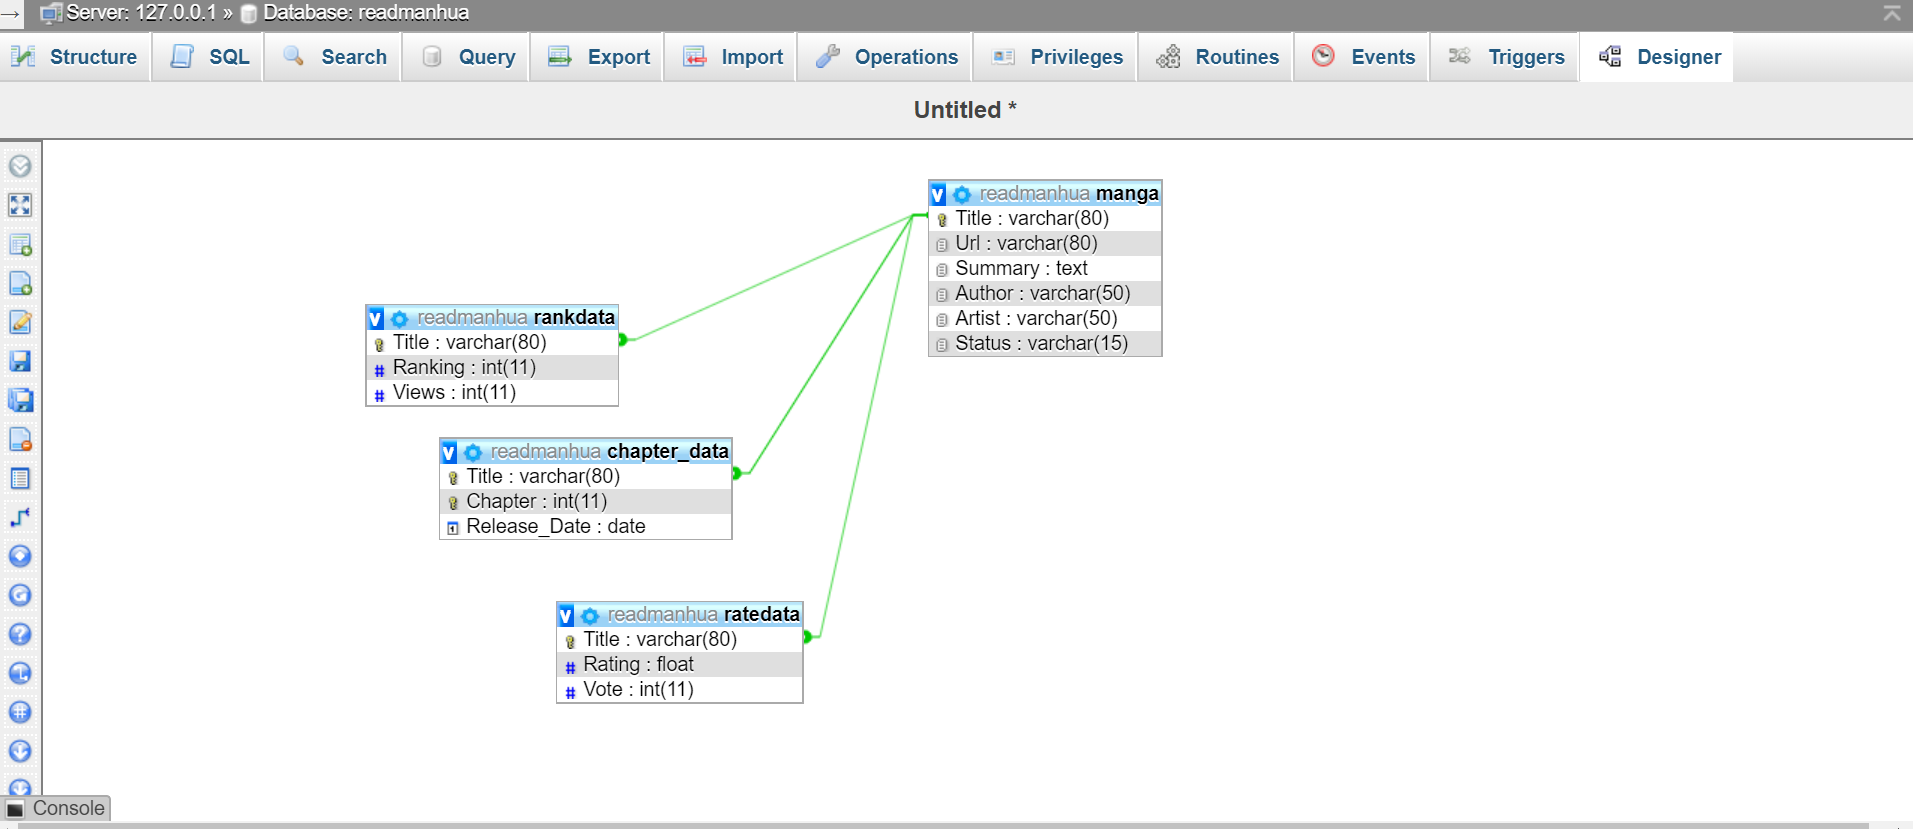 Server: 127.0.0.1 » Database: readmanhua
Structure SQL Search Query Export Import Operations Privileges Routines Events Triggers Designer
Untitled *
v readmanhua manga
Title : varchar(80)
Url : varchar(80)
Summary : text
Author : varchar(50)
Artist : varchar(50)
Status : varchar(15)
v readmanhua rankdata
Title : varchar(80)
# Ranking : int(11)
# Views : int(11)
v readmanhua chapter_data
Title : varchar(80)
Chapter : int(11)
Release_Date : date
v readmanhua ratedata
Title : varchar(80)
# Rating : float
# Vote : int(11)
Console